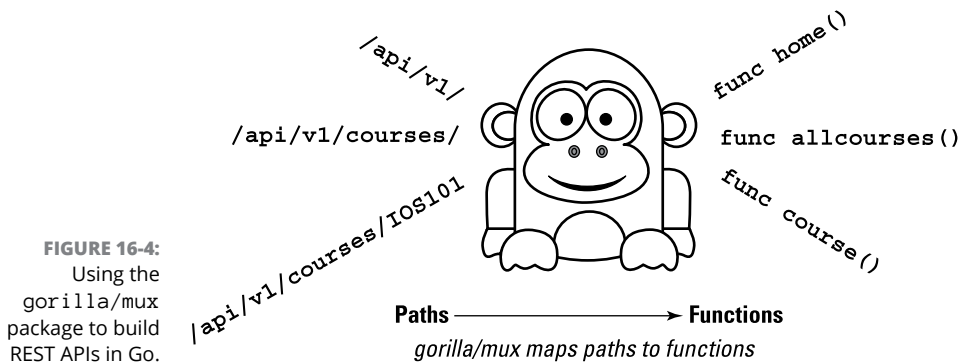 /api/v1/
/api/v1/courses/
/api/v1/courses/IOS101
func home()
func allcourses()
func course()
Paths
Functions
gorilla/mux maps paths to functions
FIGURE 16-4:
Using the
gorilla/mux
package to build
REST APIs in Go.